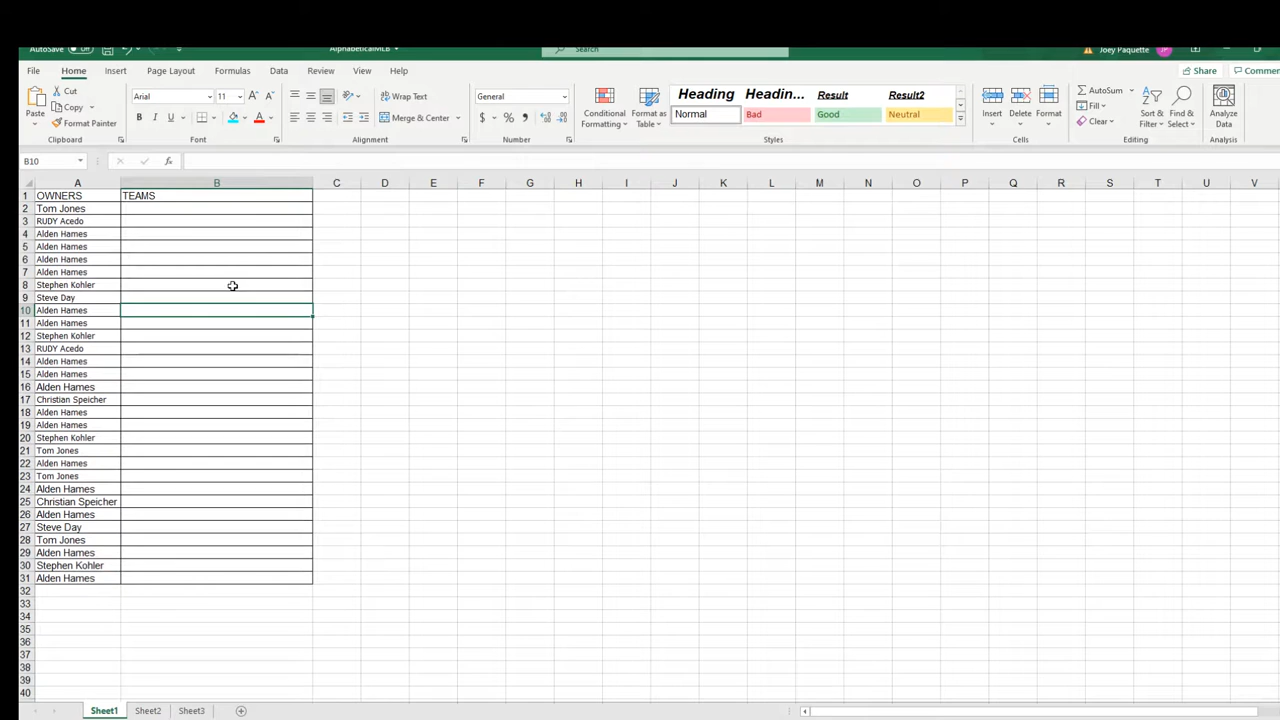 AutoSave Off AlphabeticalMLB Search Joey Paquette JP
File Home Insert Page Layout Formulas Data Review View Help Share Commen
Paste Cut Copy Format Painter Clipboard
Arial 11 B I U A Font
Wrap Text Merge & Center Alignment
General $ % Number
Conditional Formatting Format as Table
Heading Headin... Result Result2
Normal Bad Good Neutral Styles
Insert Delete Format Cells
AutoSum Fill Clear Sort & Filter Find & Select Editing
Analyze Data Analysis
B10 fx
A B C D E F G H I J K L M N O P Q R S T U V
1 OWNERS TEAMS
2 Tom Jones
3 RUDY Acedo
4 Alden Hames
5 Alden Hames
6 Alden Hames
7 Alden Hames
8 Stephen Kohler
9 Steve Day
10 Alden Hames
11 Alden Hames
12 Stephen Kohler
13 RUDY Acedo
14 Alden Hames
15 Alden Hames
16 Alden Hames
17 Christian Speicher
18 Alden Hames
19 Alden Hames
20 Stephen Kohler
21 Tom Jones
22 Alden Hames
23 Tom Jones
24 Alden Hames
25 Christian Speicher
26 Alden Hames
27 Steve Day
28 Tom Jones
29 Alden Hames
30 Stephen Kohler
31 Alden Hames
32
33
34
35
36
37
38
39
40
Sheet1 Sheet2 Sheet3